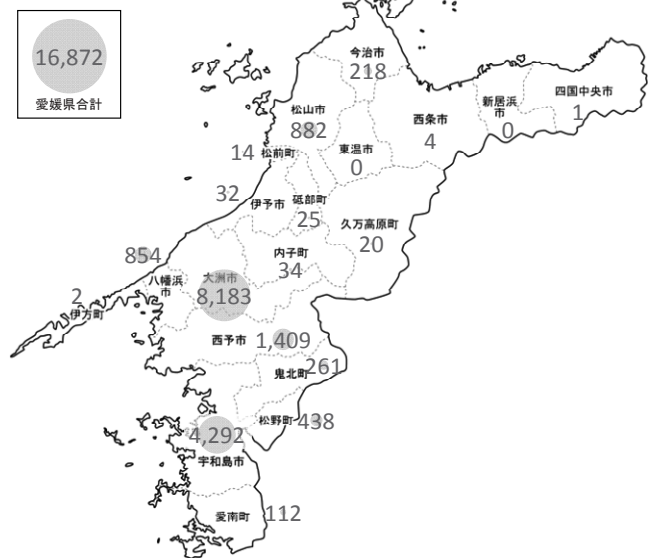 16,872
愛媛県合計
今治市
218
松山市
882
西条市
4
新居浜
市
0
四国中央市
1
14 松前町
東温市
0
32
伊予市
砥部町
25
久万高原町
20
854
八幡浜
市
内子町
34
大洲市
8,183
2
伊方町
西予市 1,409
鬼北町 261
松野町 438
4,292
宇和島市
愛南町 112